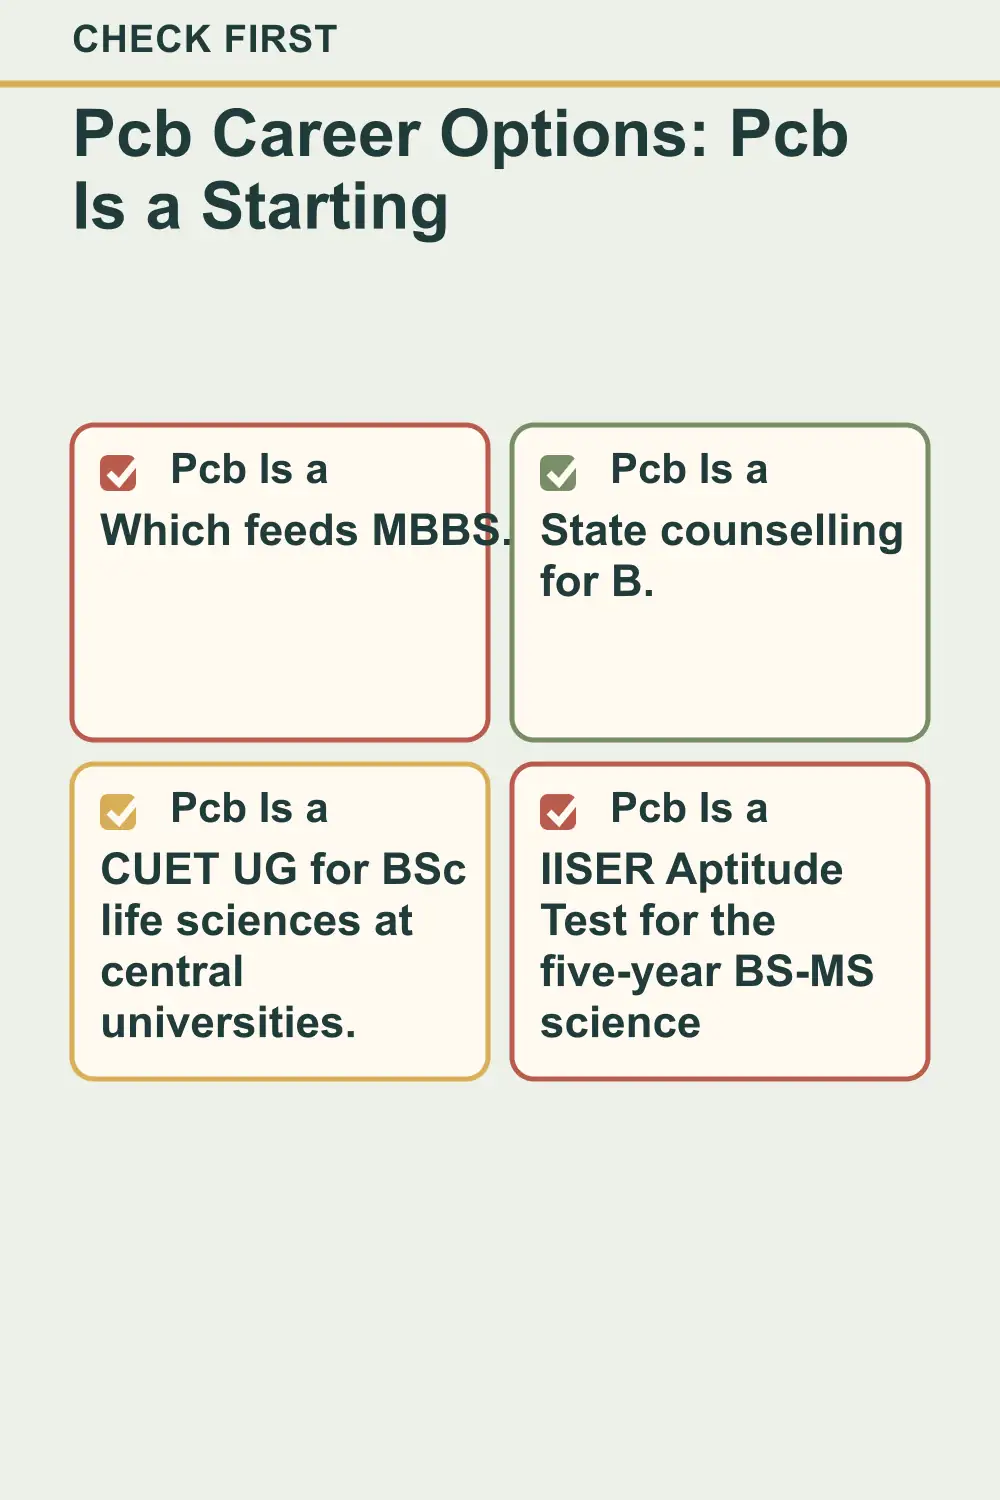 CHECK FIRST
Pcb Career Options: Pcb
Is a Starting
Pcb Is a
Which feeds MBBS.
Pcb Is a
State counselling
for B.
Pcb Is a
CUET UG for BSc
life sciences at
central
universities.
Pcb Is a
IISER Aptitude
Test for the
five-year BS-MS
science